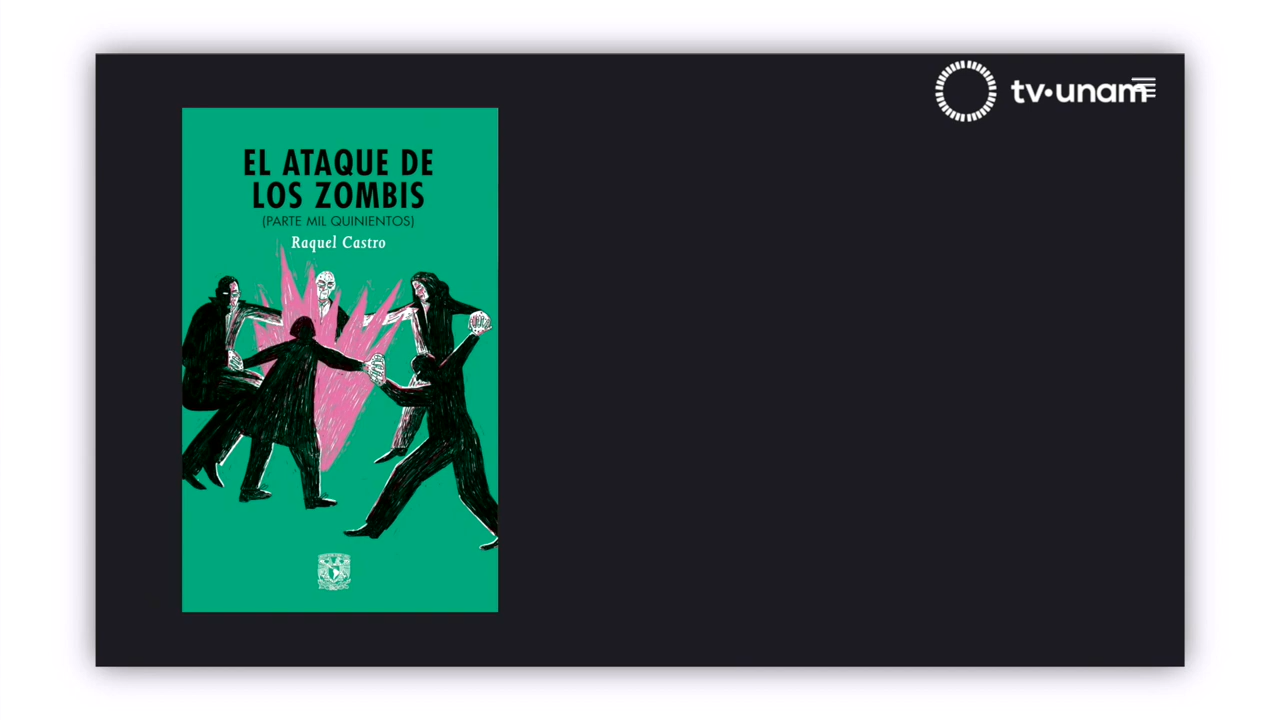 tv·unam
EL ATAQUE DE
LOS ZOMBIS
(PARTE MIL QUINIENTOS)
Raquel Castro